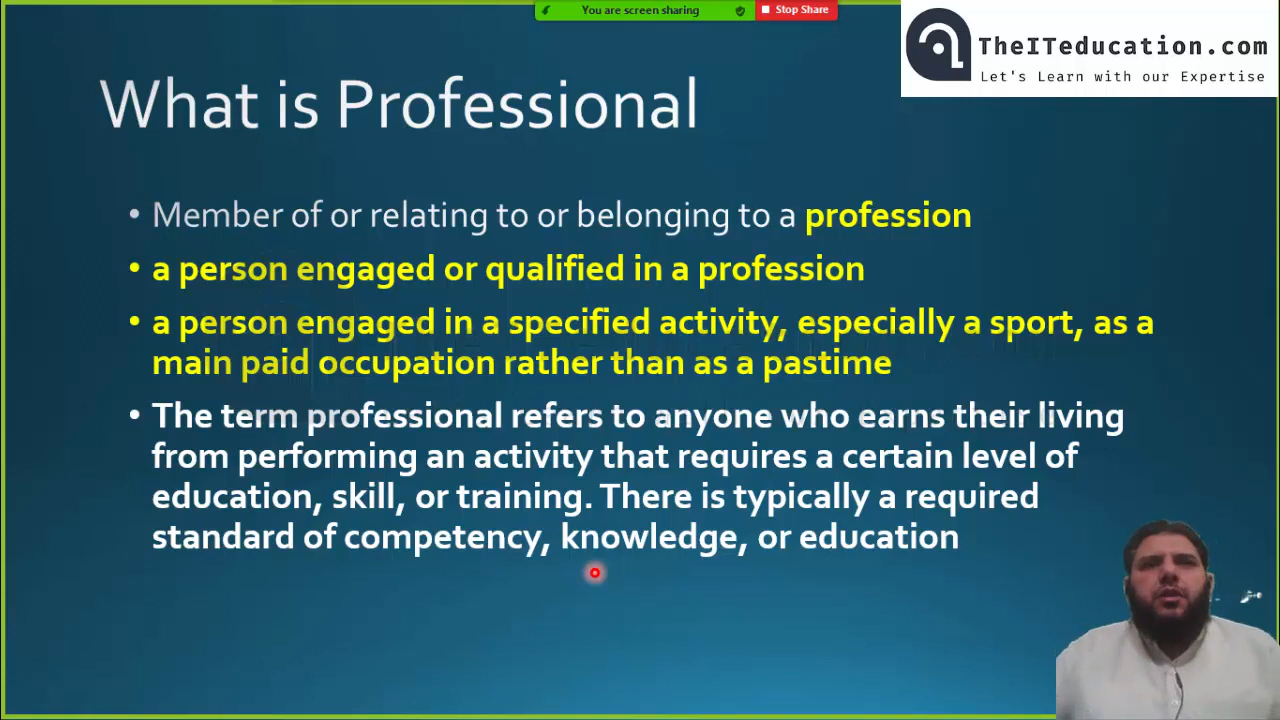 You are screen sharing
Stop Share
TheITeducation.com
Let's Learn with our Expertise
What is Professional
• Member of or relating to or belonging to a profession
• a person engaged or qualified in a profession
• a person engaged in a specified activity, especially a sport, as a
main paid occupation rather than as a pastime
• The term professional refers to anyone who earns their living
from performing an activity that requires a certain level of
education, skill, or training. There is typically a required
standard of competency, knowledge, or education